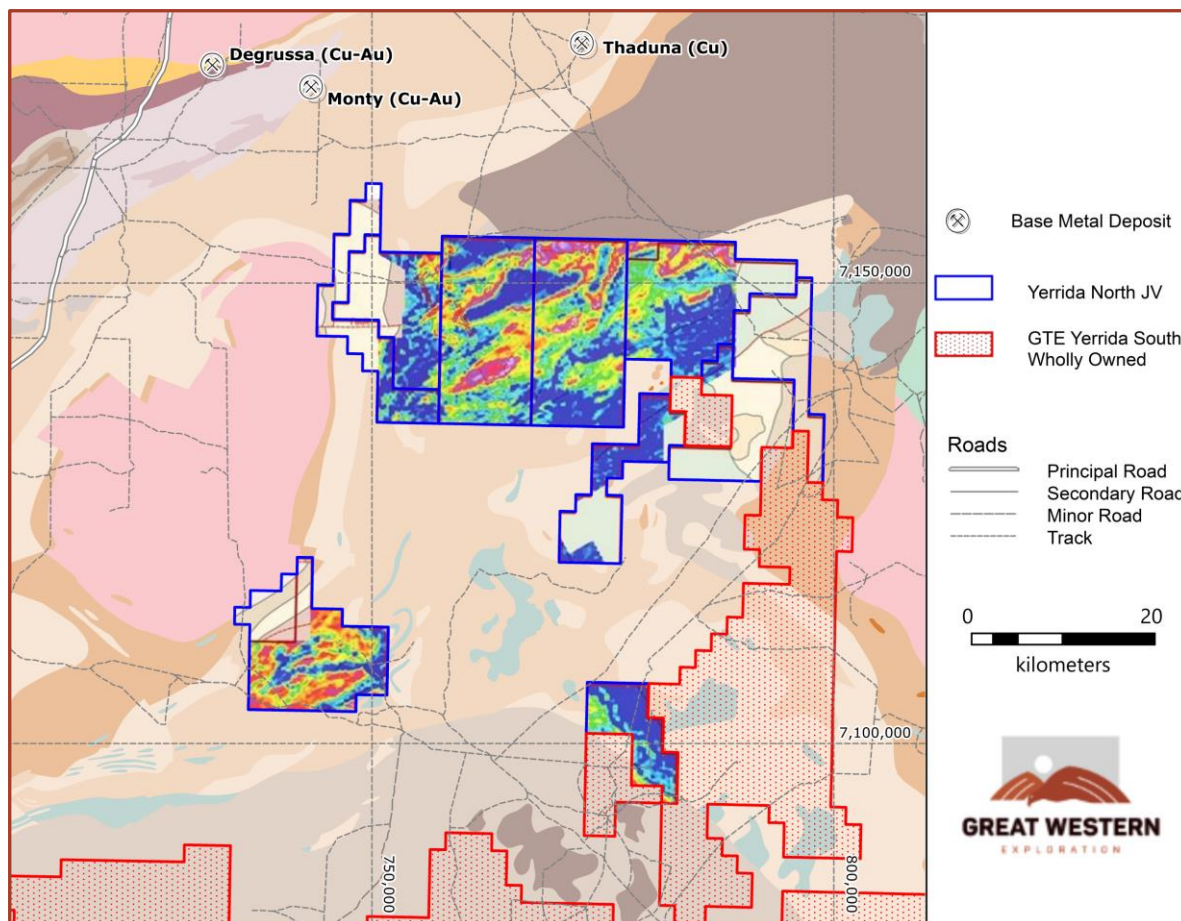 Degrussa (Cu-Au)
Monty (Cu-Au)
Thaduna (Cu)
7,150,000
7,100,000
750,000
800,000
Base Metal Deposit
Yerrida North JV
GTE Yerrida South
Wholly Owned
Roads
Principal Road
Secondary Road
Minor Road
Track
0 20
kilometers
GREAT WESTERN
EXPLORATION